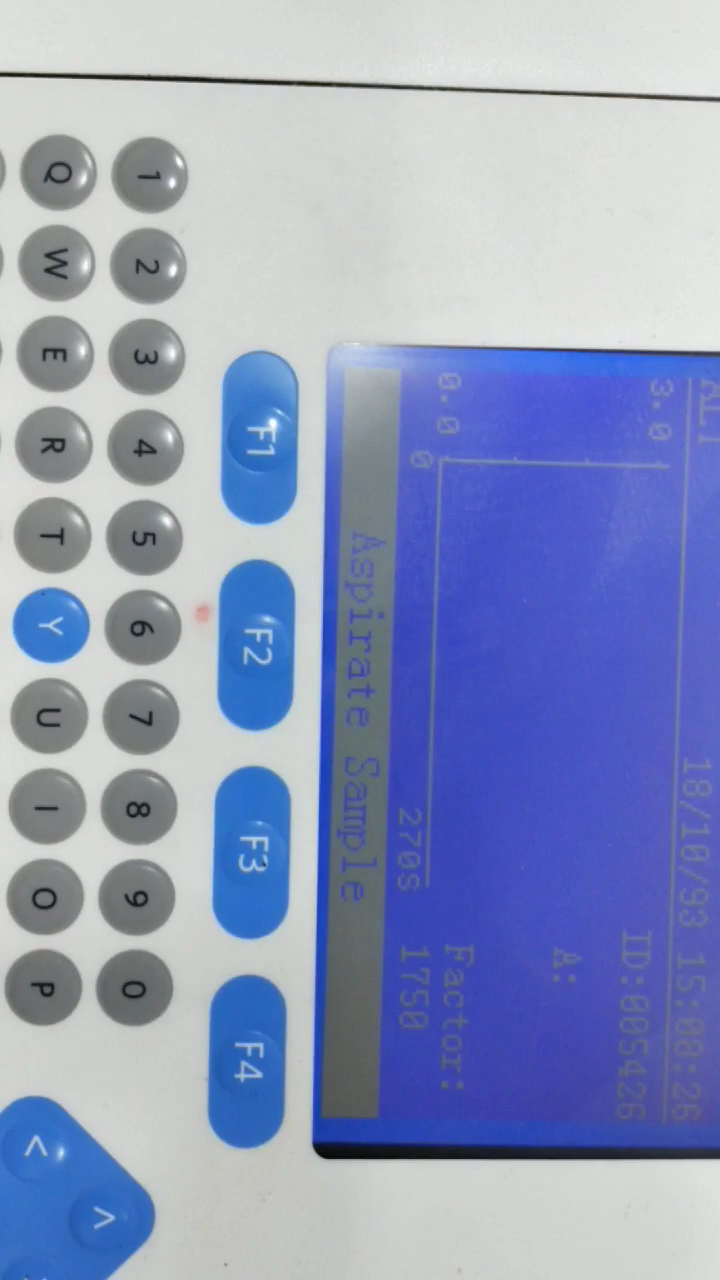 ALT
18/10/93 15:08:26
3.0
ID:005426
A:
0.0
Factor:
0
270S
1750
Aspirate Sample
F1 F2 F3 F4
1 2 3 4 5 6 7 8 9 0
Q W E R T Y U I O P